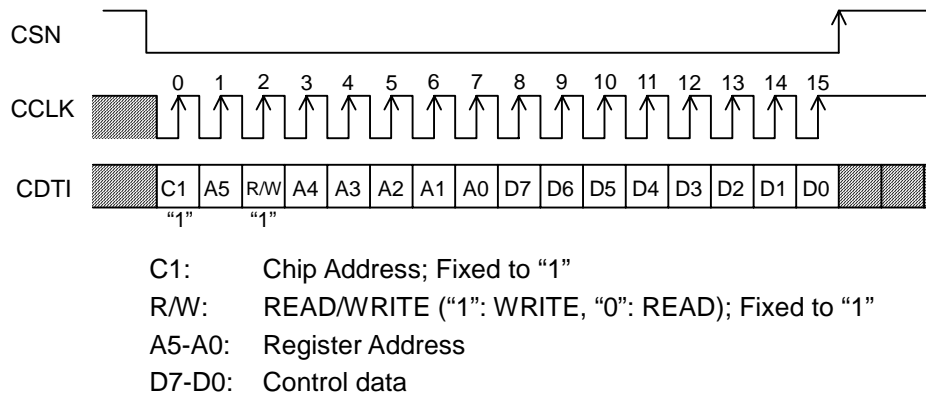 CSN
0 1 2 3 4 5 6 7 8 9 10 11 12 13 14 15
CCLK
CDTI C1 A5 R/W A4 A3 A2 A1 A0 D7 D6 D5 D4 D3 D2 D1 D0
“1” “1”
C1: Chip Address; Fixed to “1”
R/W: READ/WRITE (“1”: WRITE, “0”: READ); Fixed to “1”
A5-A0: Register Address
D7-D0: Control data